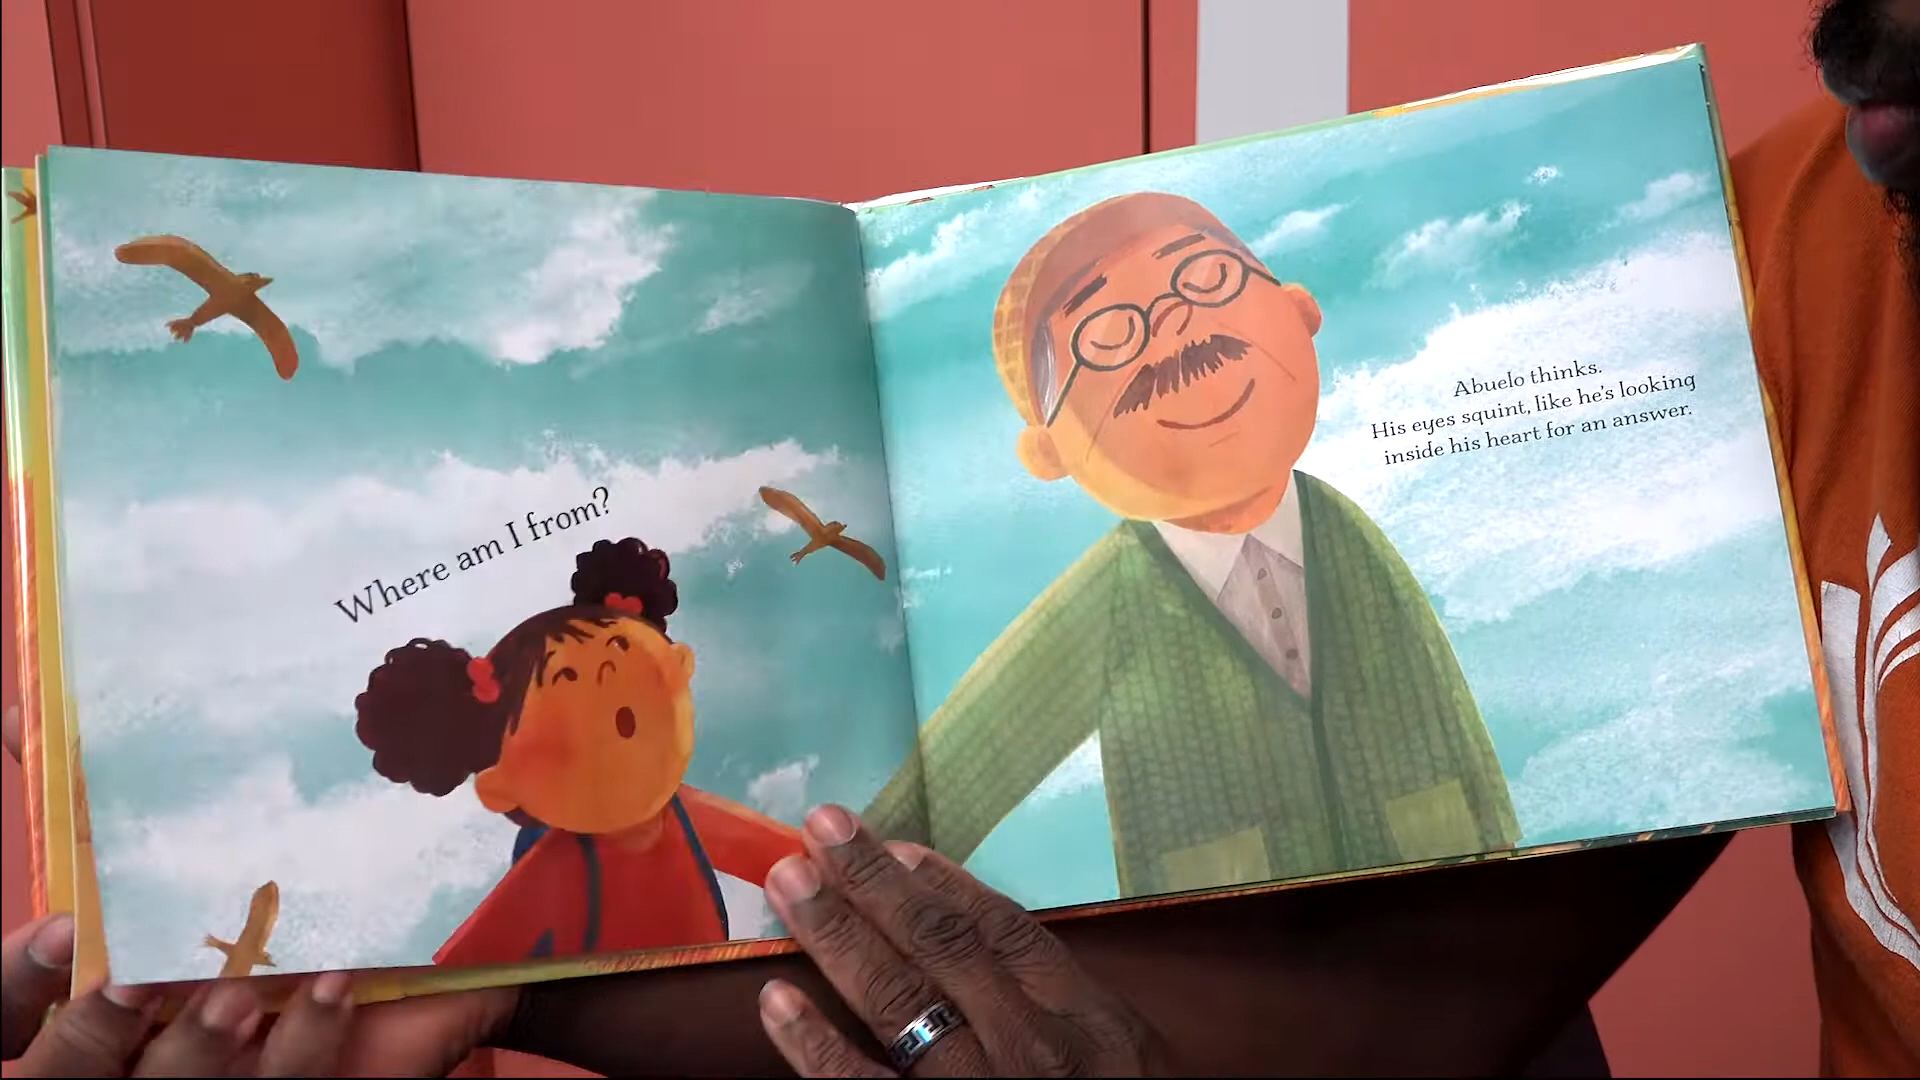 Where am I from?
Abuelo thinks.
His eyes squint, like he's looking
inside his heart for an answer.